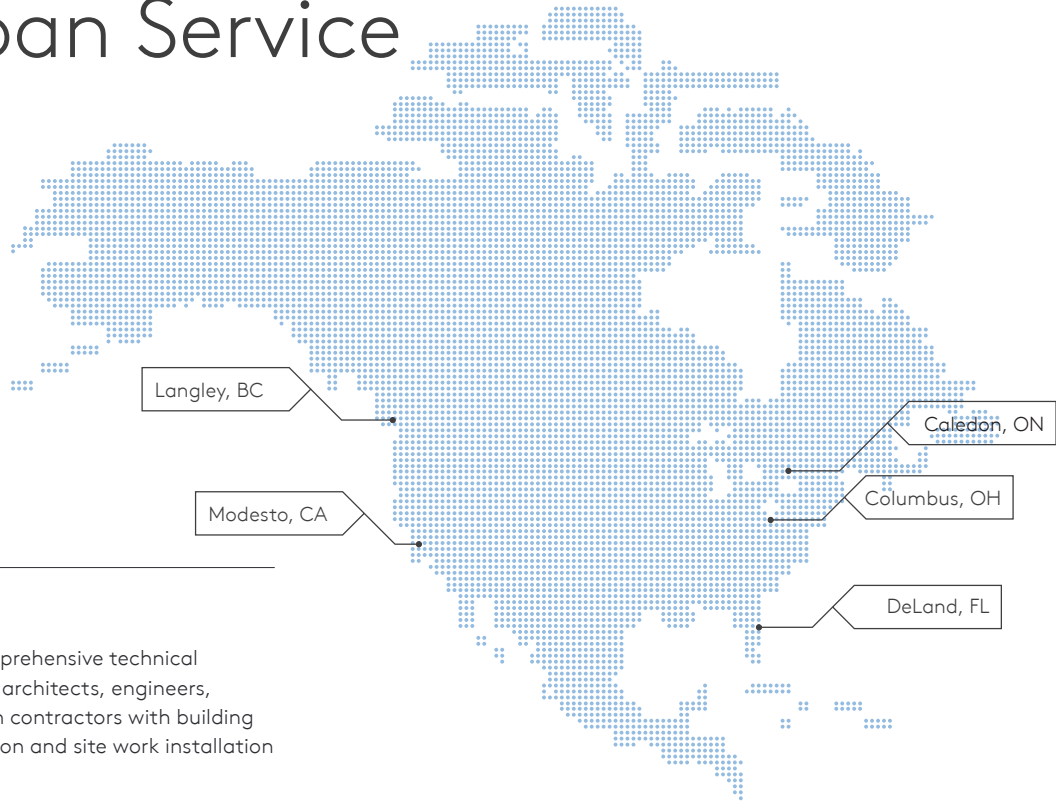 pan Service
Langley, BC
Caledon, ON
Columbus, OH
Modesto, CA
DeLand, FL
prehensive technical
architects, engineers,
n contractors with building
on and site work installation